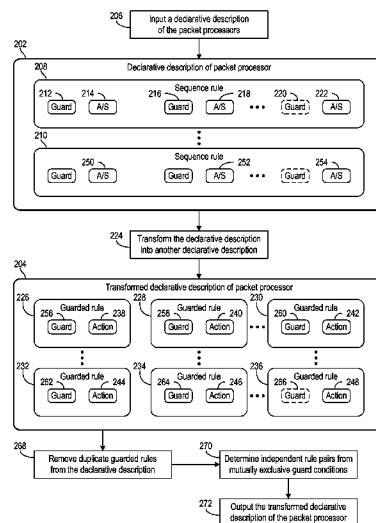 206
Input a declarative description
of the packet processors
202
Declarative description of packet processor
208
Sequence rule
212 214 216 218 220 222
Guard A/S Guard A/S Guard A/S
210
Sequence rule
250 252 254
Guard A/S Guard A/S Guard A/S
224
Transform the declarative description
into another declarative description
204
Transformed declarative description of packet processor
226 Guarded rule 228 Guarded rule 230 Guarded rule
256 238 258 240 260 242
Guard Action Guard Action Guard Action
232 Guarded rule 234 Guarded rule 236 Guarded rule
262 244 264 246 266 248
Guard Action Guard Action Guard Action
268 270
Remove duplicate guarded rules
from the declarative description
Determine independent rule pairs from
mutually exclusive guard conditions
272
Output the transformed declarative
description of the packet processor